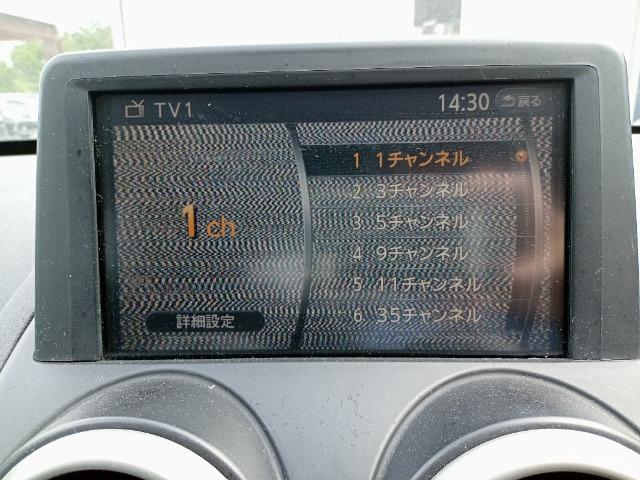 TV1
14:30 戻る
1 ch
1 1チャンネル
2 3チャンネル
3 5チャンネル
4 9チャンネル
5 11チャンネル
6 35チャンネル
詳細設定